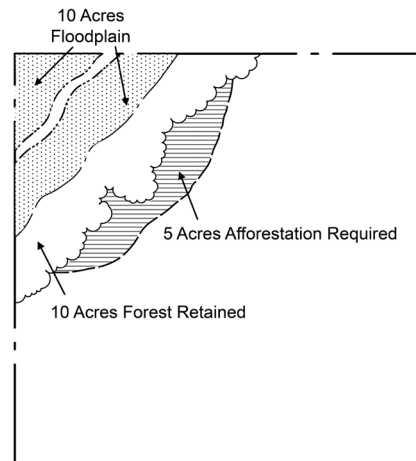 10 Acres
Floodplain
5 Acres Afforestation Required
10 Acres Forest Retained